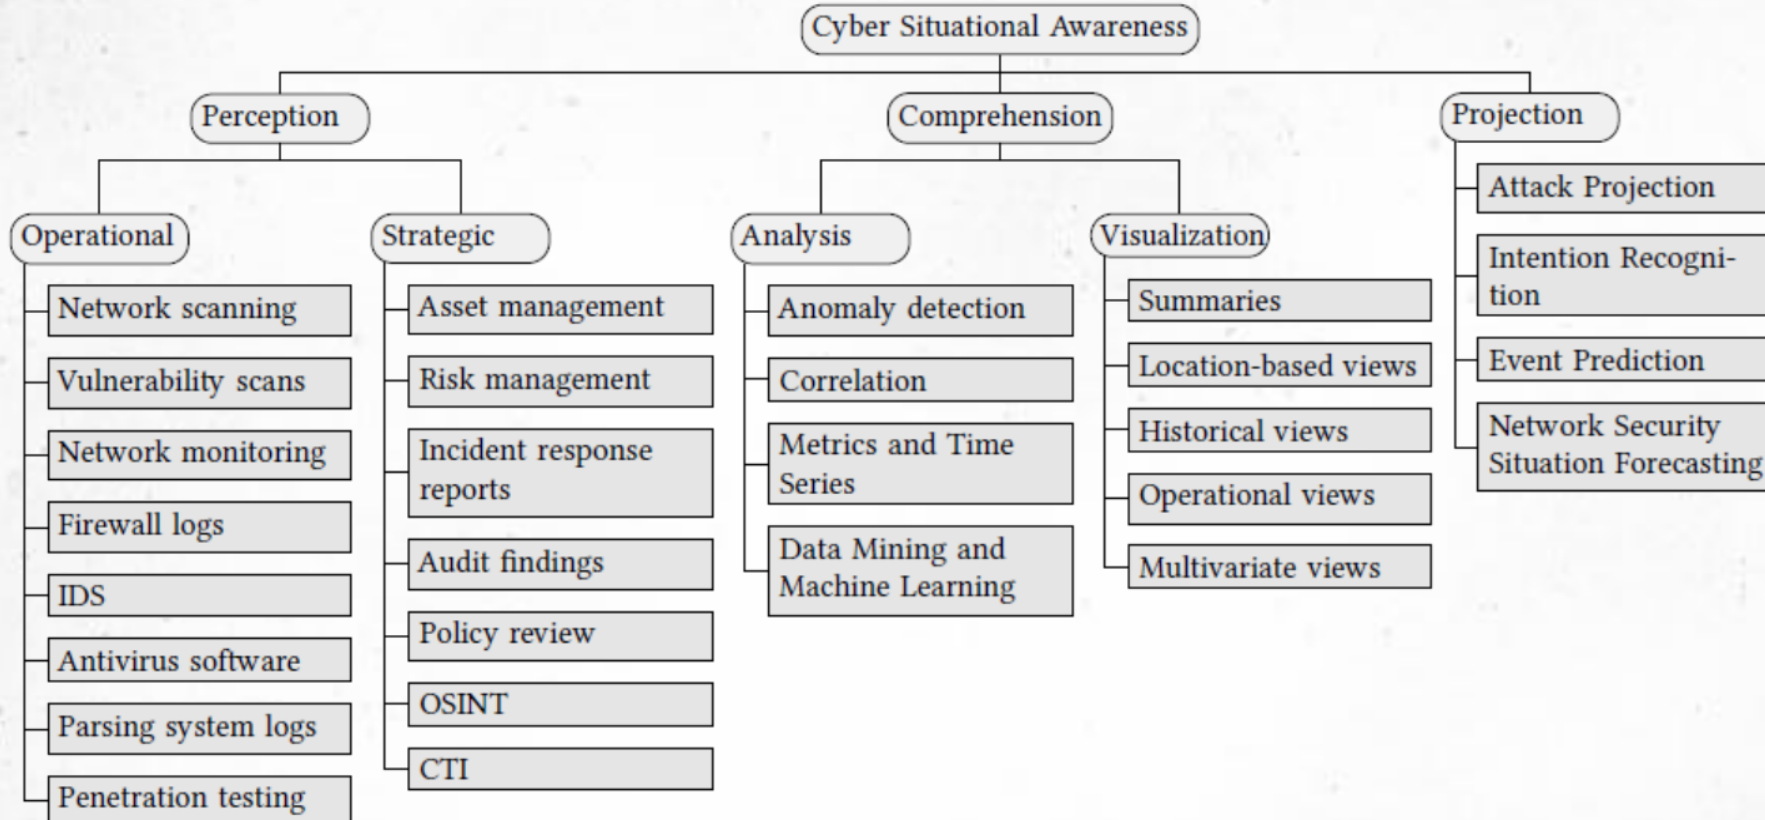 Cyber Situational Awareness
Perception
Comprehension
Projection
Operational
Network scanning
Vulnerability scans
Network monitoring
Firewall logs
IDS
Antivirus software
Parsing system logs
Penetration testing
Strategic
Asset management
Risk management
Incident response
reports
Audit findings
Policy review
OSINT
CTI
Analysis
Anomaly detection
Correlation
Metrics and Time
Series
Data Mining and
Machine Learning
Visualization
Summaries
Location-based views
Historical views
Operational views
Multivariate views
Attack Projection
Intention Recogni-
tion
Event Prediction
Network Security
Situation Forecasting